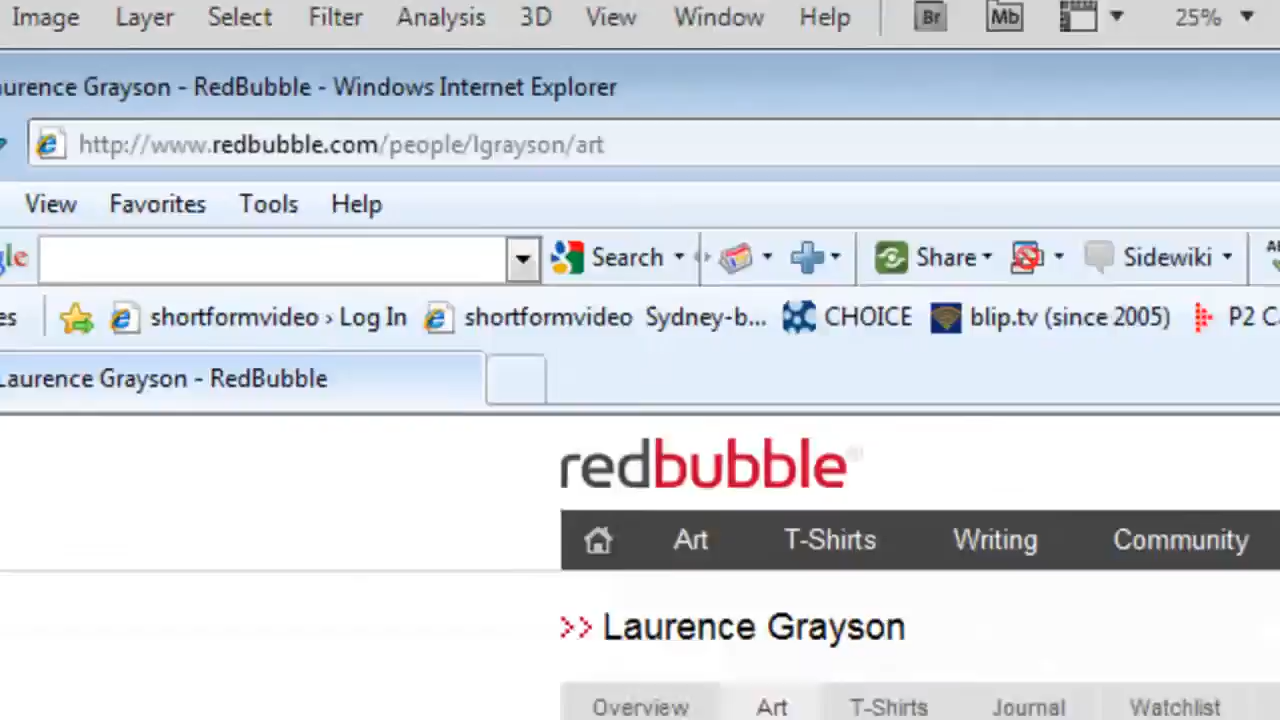 Image Layer Select Filter Analysis 3D View Window Help Br Mb 25%
aurence Grayson - RedBubble - Windows Internet Explorer
http://www.redbubble.com/people/lgrayson/art
View Favorites Tools Help
gle Search Share Sidewiki
es shortformvideo › Log In shortformvideo Sydney-b... CHOICE blip.tv (since 2005) P2 C
Laurence Grayson - RedBubble
redbubble
Art T-Shirts Writing Community
>> Laurence Grayson
Overview Art T-Shirts Journal Watchlist